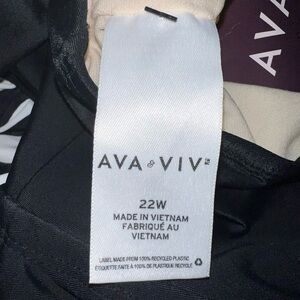 AVA
AVA & VIV
22W
MADE IN VIETNAM
FABRIQUÉ AU
VIETNAM
LABEL MADE FROM 100% RECYCLED PLASTIC
ÉTIQUETTE FAITE À 100% DE PLASTIQUE RECYCLÉ